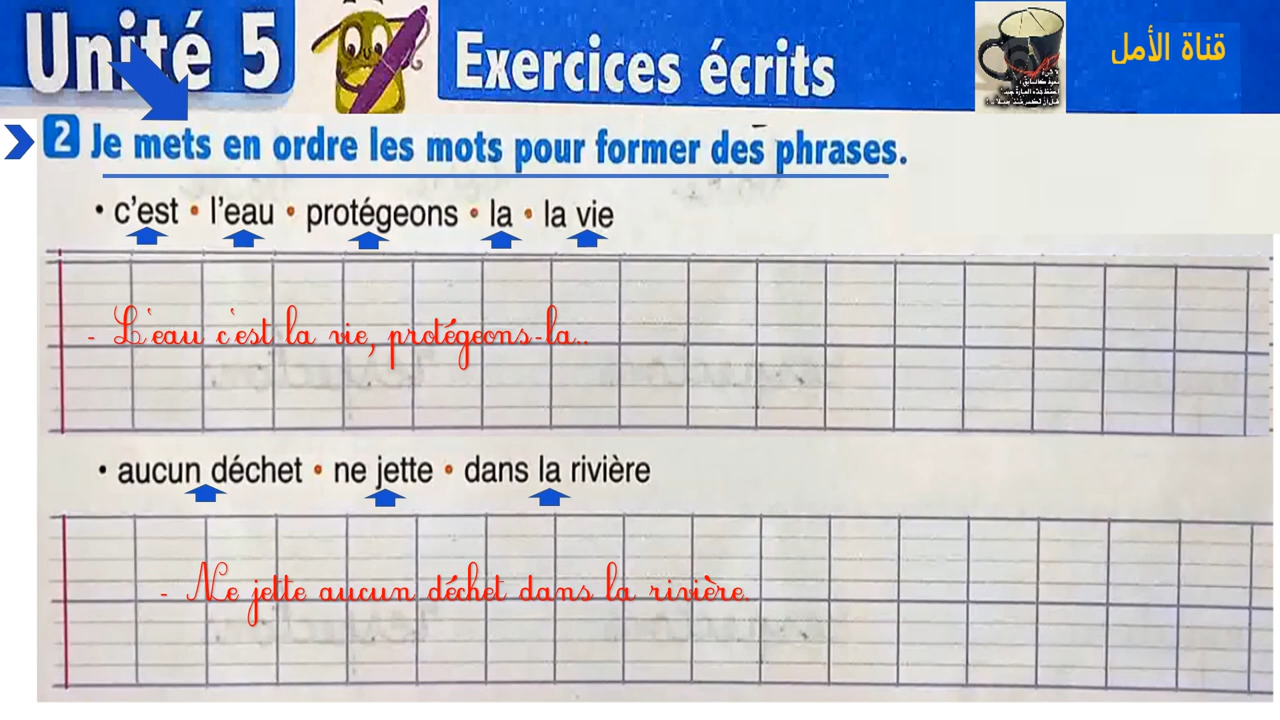 Unité 5
Exercices écrits
قناة الأمل
2 Je mets en ordre les mots pour former des phrases.
• c'est • l'eau • protégeons • la • la vie
- L'eau c'est la vie, protégeons-la..
• aucun déchet • ne jette • dans la rivière
- Ne jette aucun déchet dans la rivière.